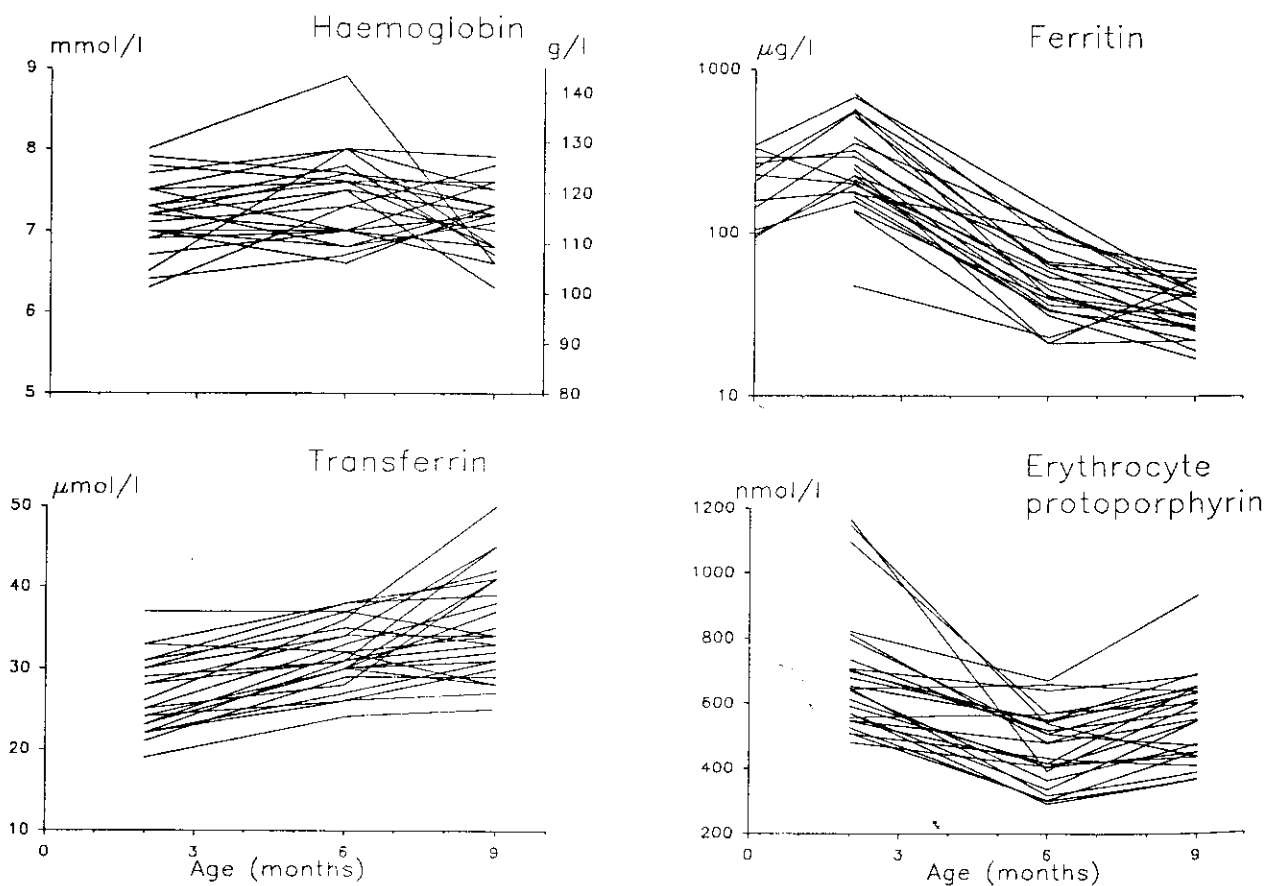 Haemoglobin
mmol/l
g/l
9
8
7
6
5
140
130
120
110
100
90
80
Ferritin
μg/l
1000
100
10
Transferrin
μmol/l
50
40
30
20
10
0
3
6
9
Age (months)
Erythrocyte
protoporphyrin
nmol/l
1200
1000
800
600
400
200
0
3
6
9
Age (months)